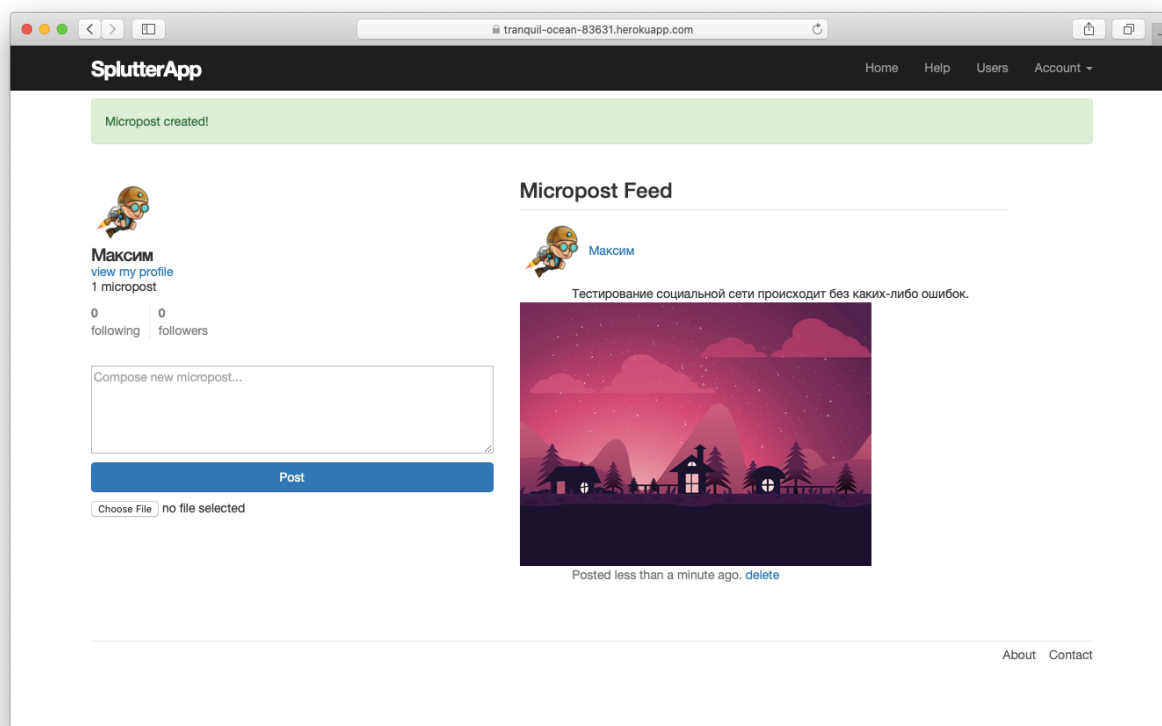 tranquil-ocean-83631.herokuapp.com
SplutterApp
Home Help Users Account
Micropost created!
Максим
view my profile
1 micropost
0 0
following followers
Compose new micropost...
Post
Choose File no file selected
Micropost Feed
Максим
Тестирование социальной сети происходит без каких-либо ошибок.
Posted less than a minute ago. delete
About Contact